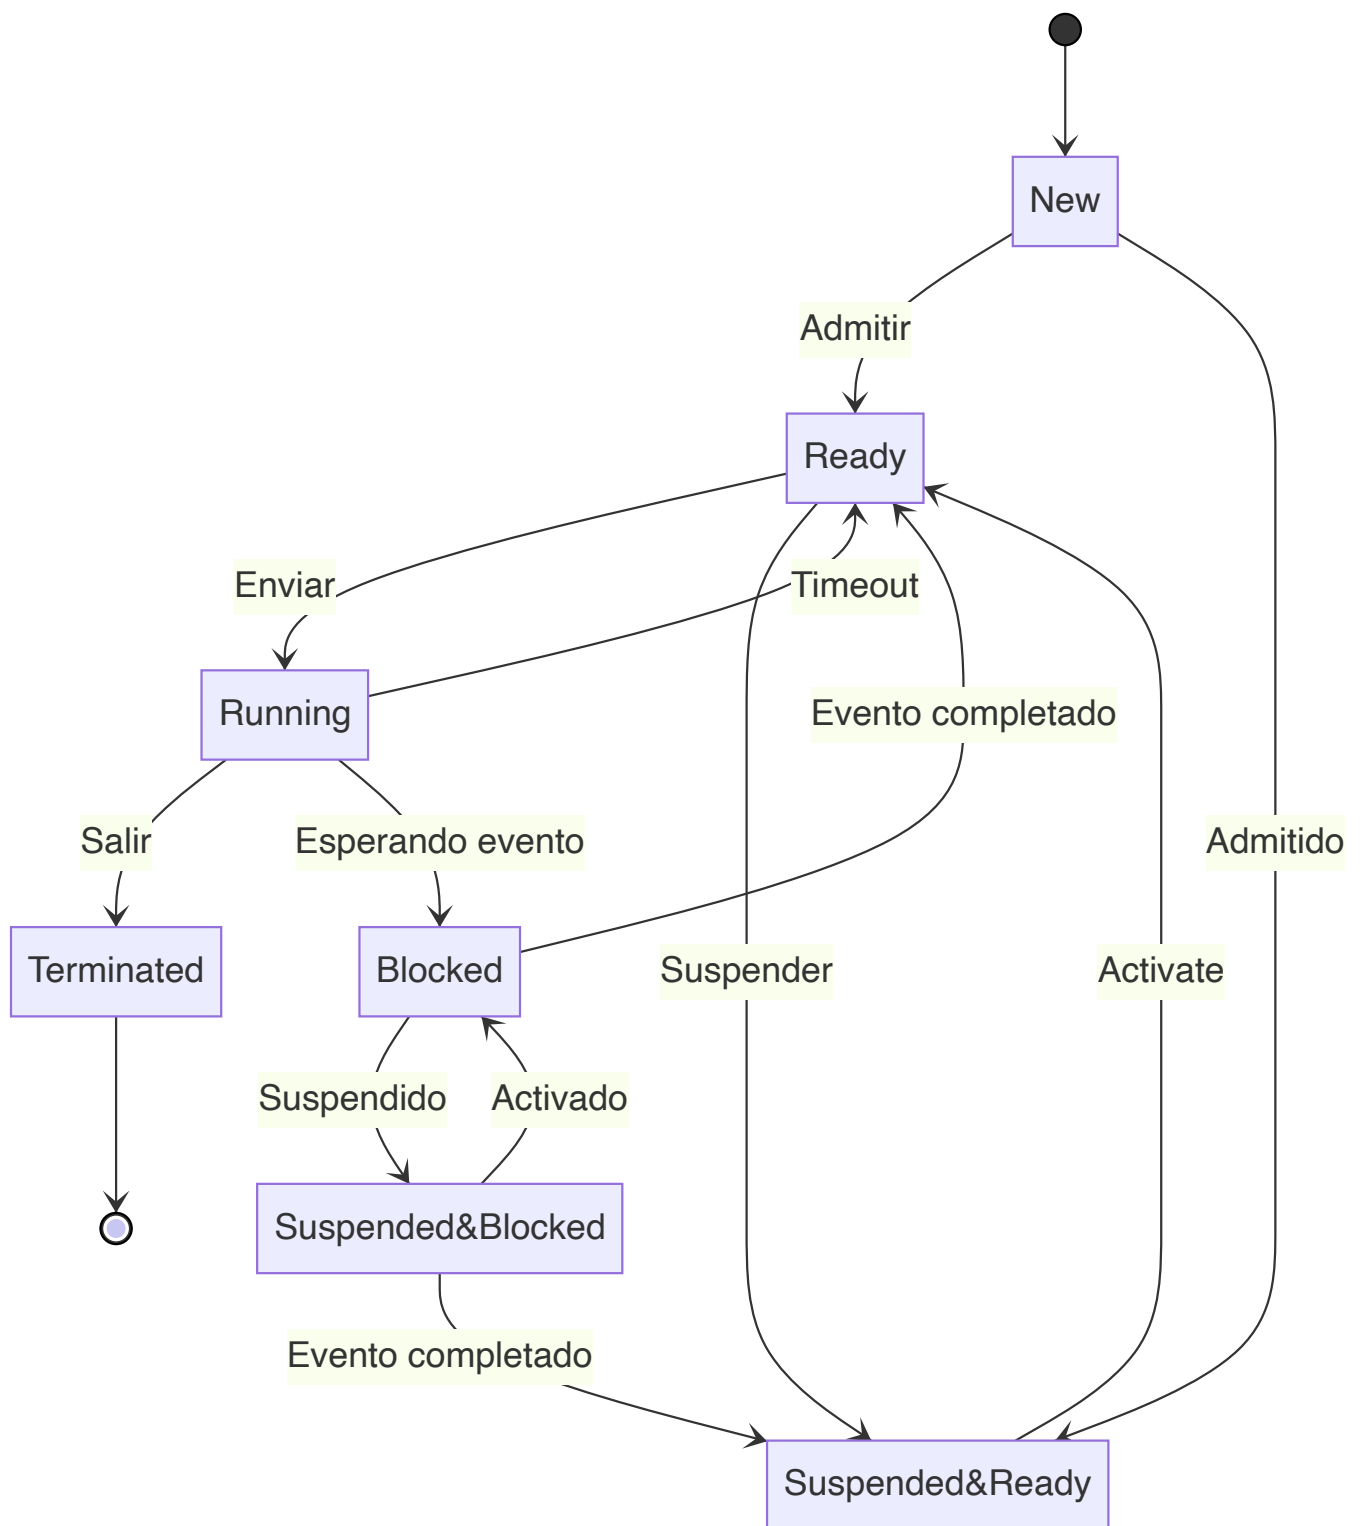 New
Admitir
Ready
Enviar
Timeout
Running
Evento completado
Salir
Esperando evento
Admitido
Terminated
Blocked
Suspender
Activate
Suspendido
Activado
Suspended&Blocked
Evento completado
Suspended&Ready